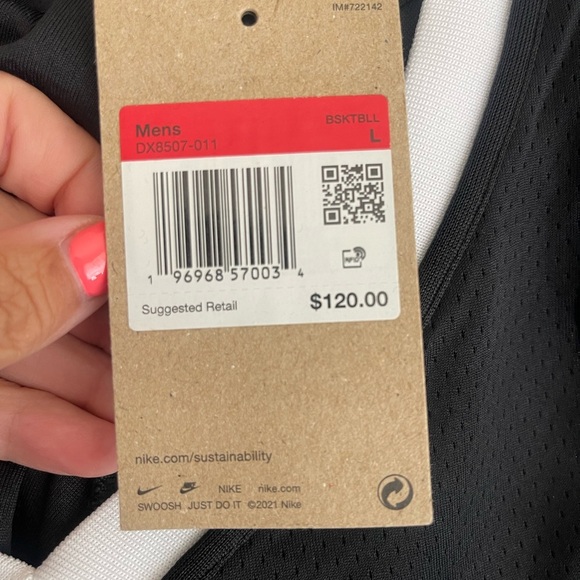 IM#722142
Mens BSKTBLL
DX8507-011 L
1 96968 57003 4
Suggested Retail $120.00
nike.com/sustainability
NIKE nike.com
SWOOSH JUST DO IT ©2021 Nike